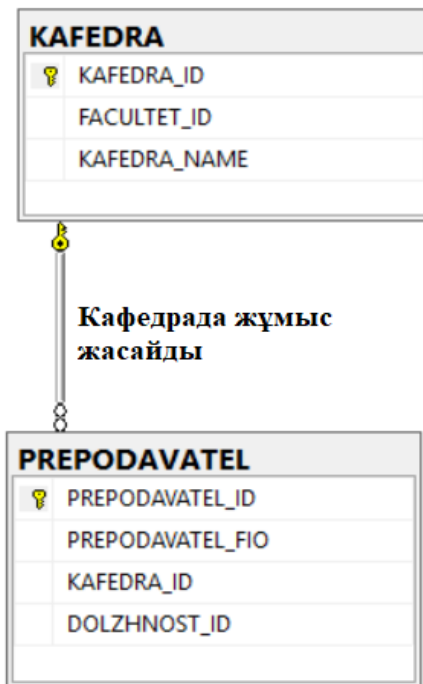 KAFEDRA
KAFEDRA_ID
FACULTET_ID
KAFEDRA_NAME
Кафедрада жұмыс
жасайды
PREPODAVATEL
PREPODAVATEL_ID
PREPODAVATEL_FIO
KAFEDRA_ID
DOLZHNOST_ID